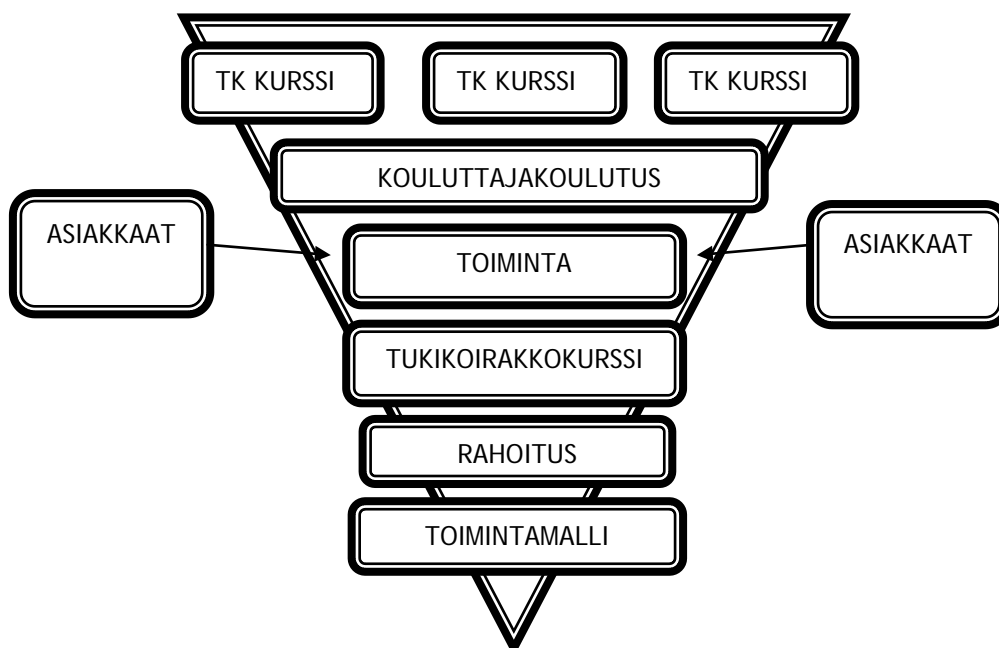 TK KURSSI
TK KURSSI
TK KURSSI
KOULUTTAJAKOULUTUS
ASIAKKAAT
TOIMINTA
ASIAKKAAT
TUKIKOIRAKKOKURSSI
RAHOITUS
TOIMINTAMALLI